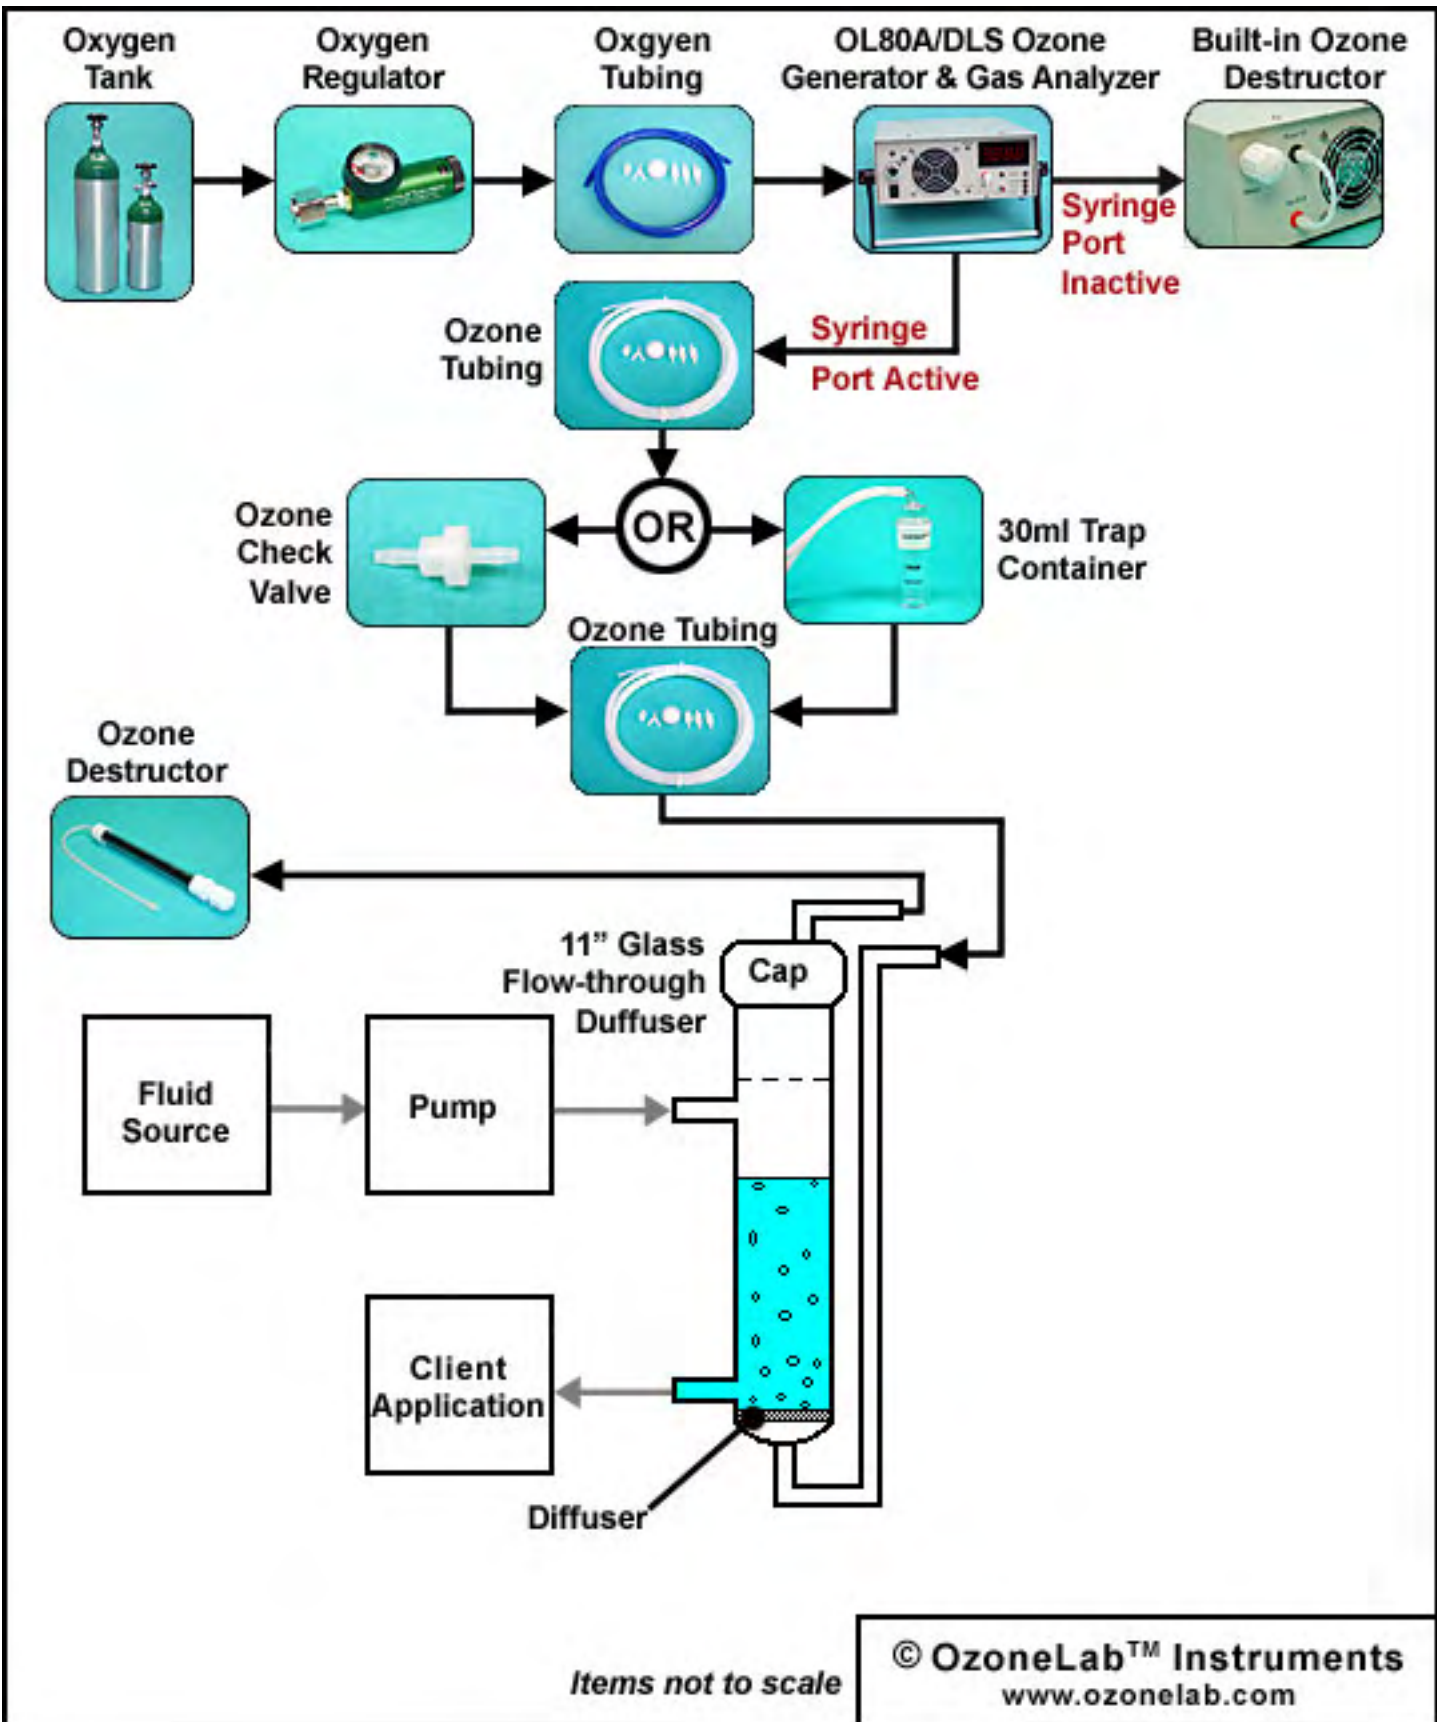 Oxygen
Tank
Oxygen
Regulator
Oxgyen
Tubing
OL80A/DLS Ozone
Generator & Gas Analyzer
Built-in Ozone
Destructor
Syringe
Port
Inactive
Ozone
Tubing
Syringe
Port Active
Ozone
Check
Valve
OR
30ml Trap
Container
Ozone Tubing
Ozone
Destructor
11” Glass
Flow-through
Duffuser
Cap
Fluid
Source
Pump
Client
Application
Diffuser
Items not to scale
© OzoneLab™ Instruments
www.ozonelab.com